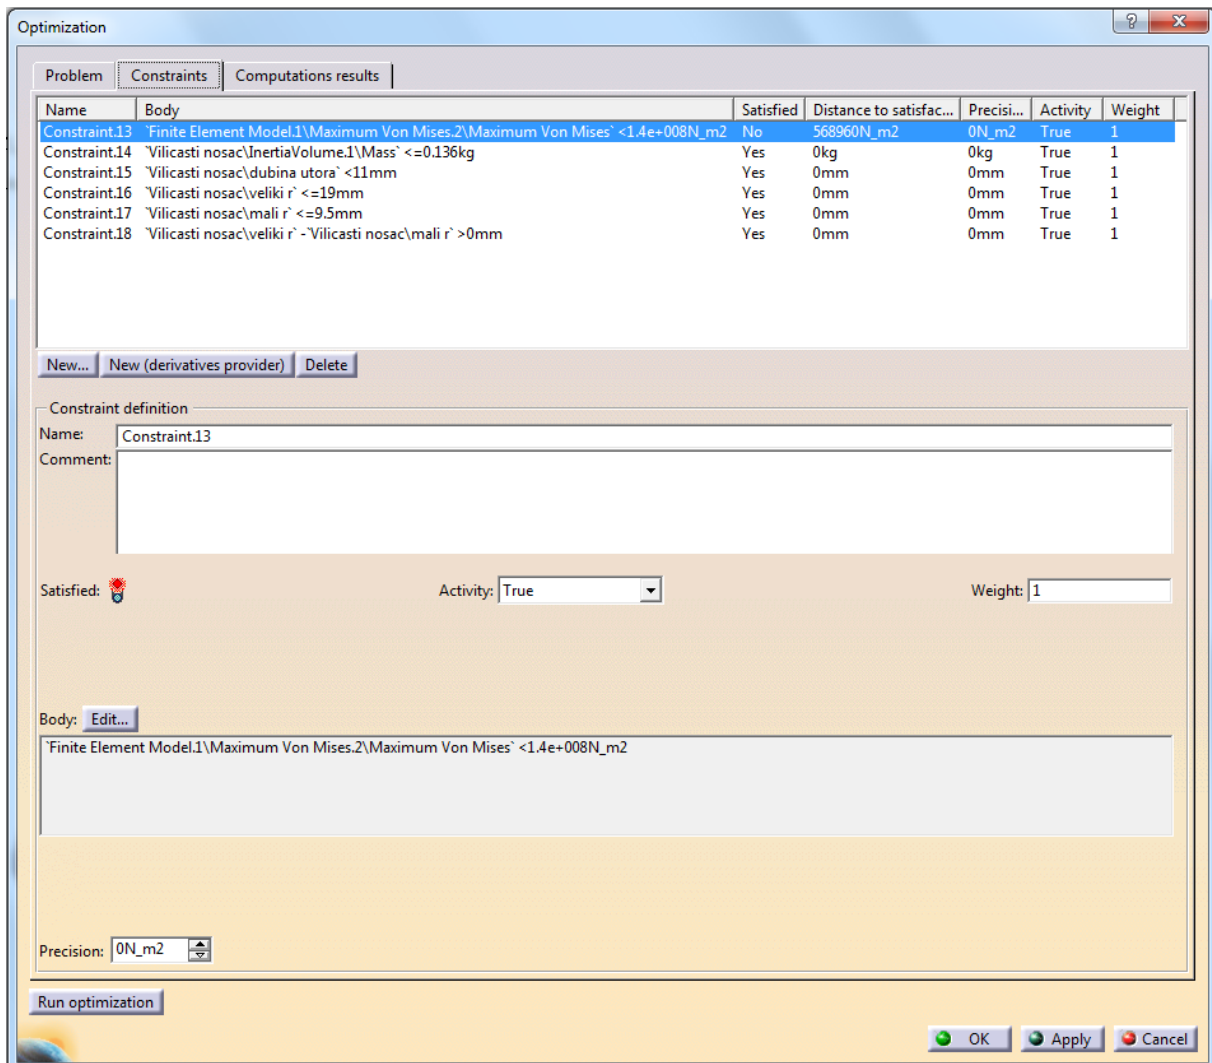 Optimization
Problem Constraints Computations results
Name Body Satisfied Distance to satisfac... Precisi... Activity Weight
Constraint.13 `Finite Element Model.1\Maximum Von Mises.2\Maximum Von Mises` <1.4e+008N_m2 No 568960N_m2 0N_m2 True 1
Constraint.14 `Vilicasti nosac\InertiaVolume.1\Mass` <=0.136kg Yes 0kg 0kg True 1
Constraint.15 `Vilicasti nosac\dubina utora` <11mm Yes 0mm 0mm True 1
Constraint.16 `Vilicasti nosac\veliki r` <=19mm Yes 0mm 0mm True 1
Constraint.17 `Vilicasti nosac\mali r` <=9.5mm Yes 0mm 0mm True 1
Constraint.18 `Vilicasti nosac\veliki r` -`Vilicasti nosac\mali r` >0mm Yes 0mm 0mm True 1
New... New (derivatives provider) Delete
Constraint definition
Name: Constraint.13
Comment:
Satisfied: Activity: True Weight: 1
Body: Edit...
`Finite Element Model.1\Maximum Von Mises.2\Maximum Von Mises` <1.4e+008N_m2
Precision: 0N_m2
Run optimization
OK Apply Cancel